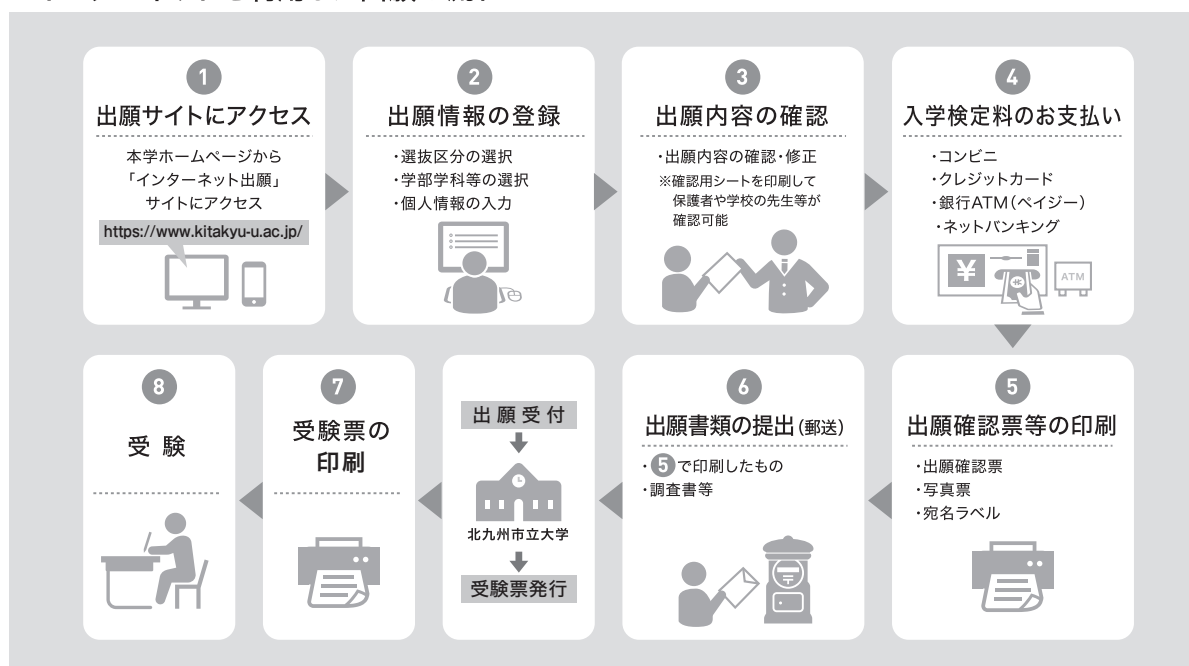 1
出願サイトにアクセス
本学ホームページから
「インターネット出願」
サイトにアクセス
https://www.kitakyu-u.ac.jp/
2
出願情報の登録
・選抜区分の選択
・学部学科等の選択
・個人情報の入力
3
出願内容の確認
・出願内容の確認・修正
※確認用シートを印刷して
保護者や学校の先生等が
確認可能
4
入学検定料のお支払い
・コンビニ
・クレジットカード
・銀行ATM(ペイジー)
・ネットバンキング
¥
ATM
5
出願確認票等の印刷
・出願確認票
・写真票
・宛名ラベル
6
出願書類の提出(郵送)
・5で印刷したもの
・調査書等
〒
出願受付
北九州市立大学
受験票発行
7
受験票の
印刷
8
受験